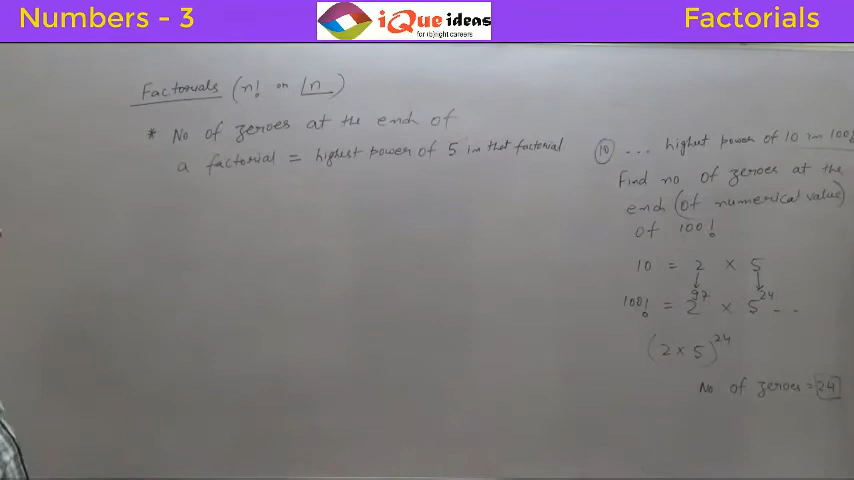 Numbers - 3
iQue ideas
for (b)right careers
Factorials
Factorials (n! or |n)
* No of zeroes at the end of
a factorial = highest power of 5 in that factorial
10 ... highest power of 10 in 100!
Find no of zeroes at the
end (of numerical value)
of 100!
10 = 2 × 5
100! = 2^97 × 5^24 ...
(2 × 5)^24
No of zeroes = 24